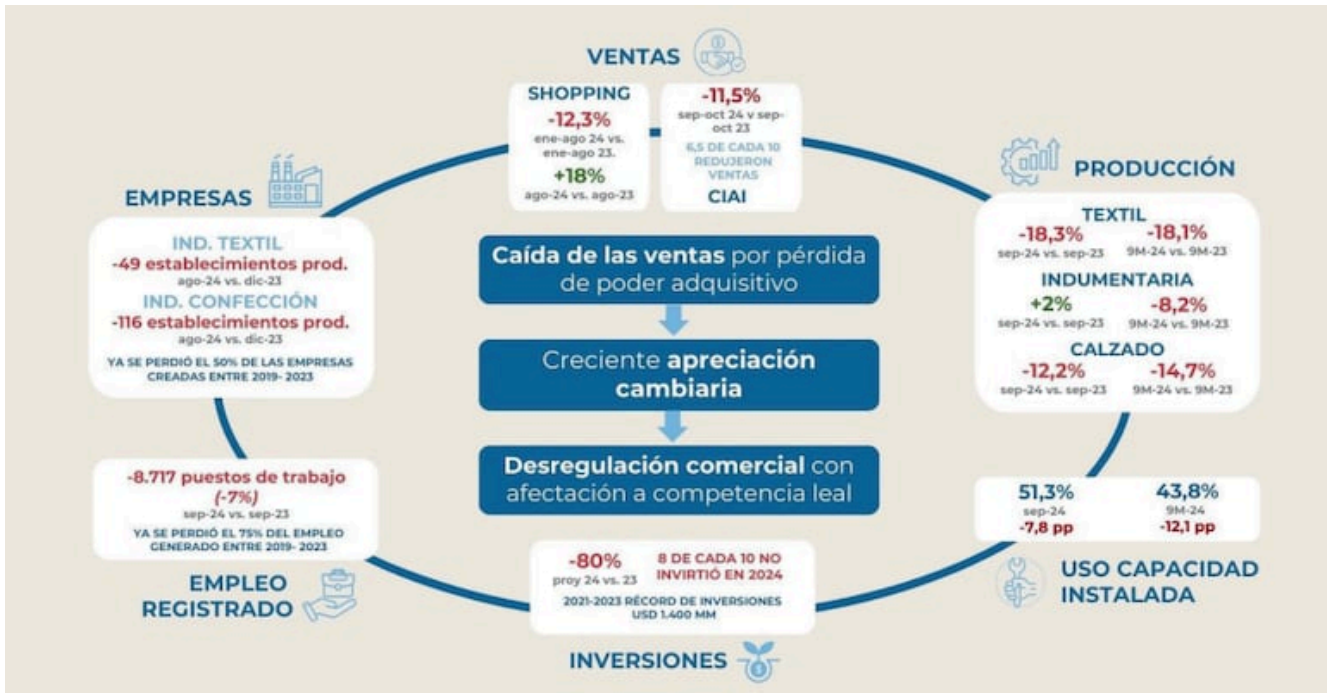 VENTAS
SHOPPING
-12,3%
ene-ago 24 vs.
ene-ago 23.
+18%
ago-24 vs. ago-23
-11,5%
sep-oct 24 v sep-
oct 23
6,5 DE CADA 10
REDUJERON
VENTAS
CIAI
PRODUCCIÓN
TEXTIL
-18,3% -18,1%
sep-24 vs. sep-23 9M-24 vs. 9M-23
INDUMENTARIA
+2% -8,2%
sep-24 vs. sep-23 9M-24 vs. 9M-23
CALZADO
-12,2% -14,7%
sep-24 vs. sep-23 9M-24 vs. 9M-23
EMPRESAS
IND. TEXTIL
-49 establecimientos prod.
ago-24 vs. dic-23
IND. CONFECCIÓN
-116 establecimientos prod.
ago-24 vs. dic-23
YA SE PERDIÓ EL 50% DE LAS EMPRESAS
CREADAS ENTRE 2019- 2023
Caída de las ventas por pérdida
de poder adquisitivo
Creciente apreciación
cambiaria
Desregulación comercial con
afectación a competencia leal
-8.717 puestos de trabajo
(-7%)
sep-24 vs. sep-23
YA SE PERDIÓ EL 75% DEL EMPLEO
GENERADO ENTRE 2019- 2023
EMPLEO
REGISTRADO
51,3% 43,8%
sep-24 9M-24
-7,8 pp -12,1 pp
USO CAPACIDAD
INSTALADA
-80%
proy 24 vs. 23
8 DE CADA 10 NO
INVIRTIÓ EN 2024
2021-2023 RÉCORD DE INVERSIONES
USD 1.400 MM
INVERSIONES